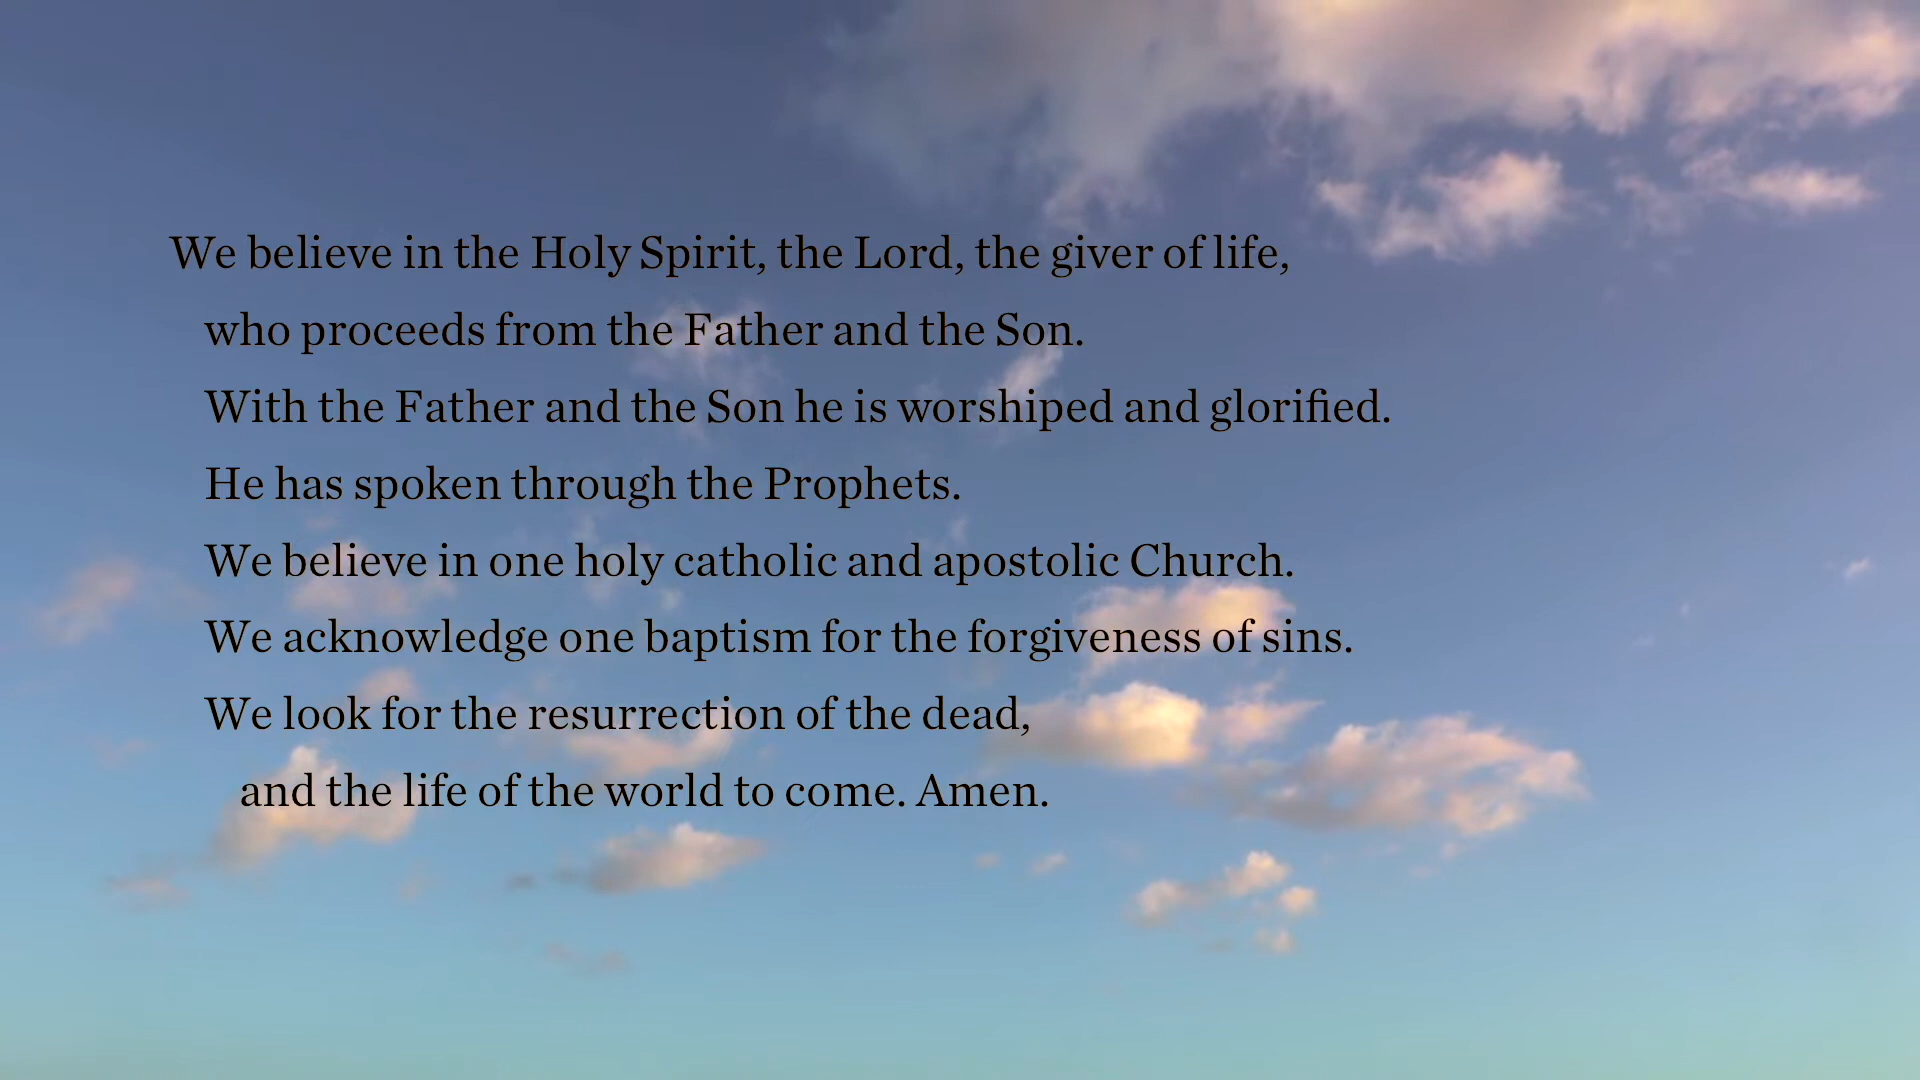 We believe in the Holy Spirit, the Lord, the giver of life,
who proceeds from the Father and the Son.
With the Father and the Son he is worshiped and glorified.
He has spoken through the Prophets.
We believe in one holy catholic and apostolic Church.
We acknowledge one baptism for the forgiveness of sins.
We look for the resurrection of the dead,
and the life of the world to come. Amen.